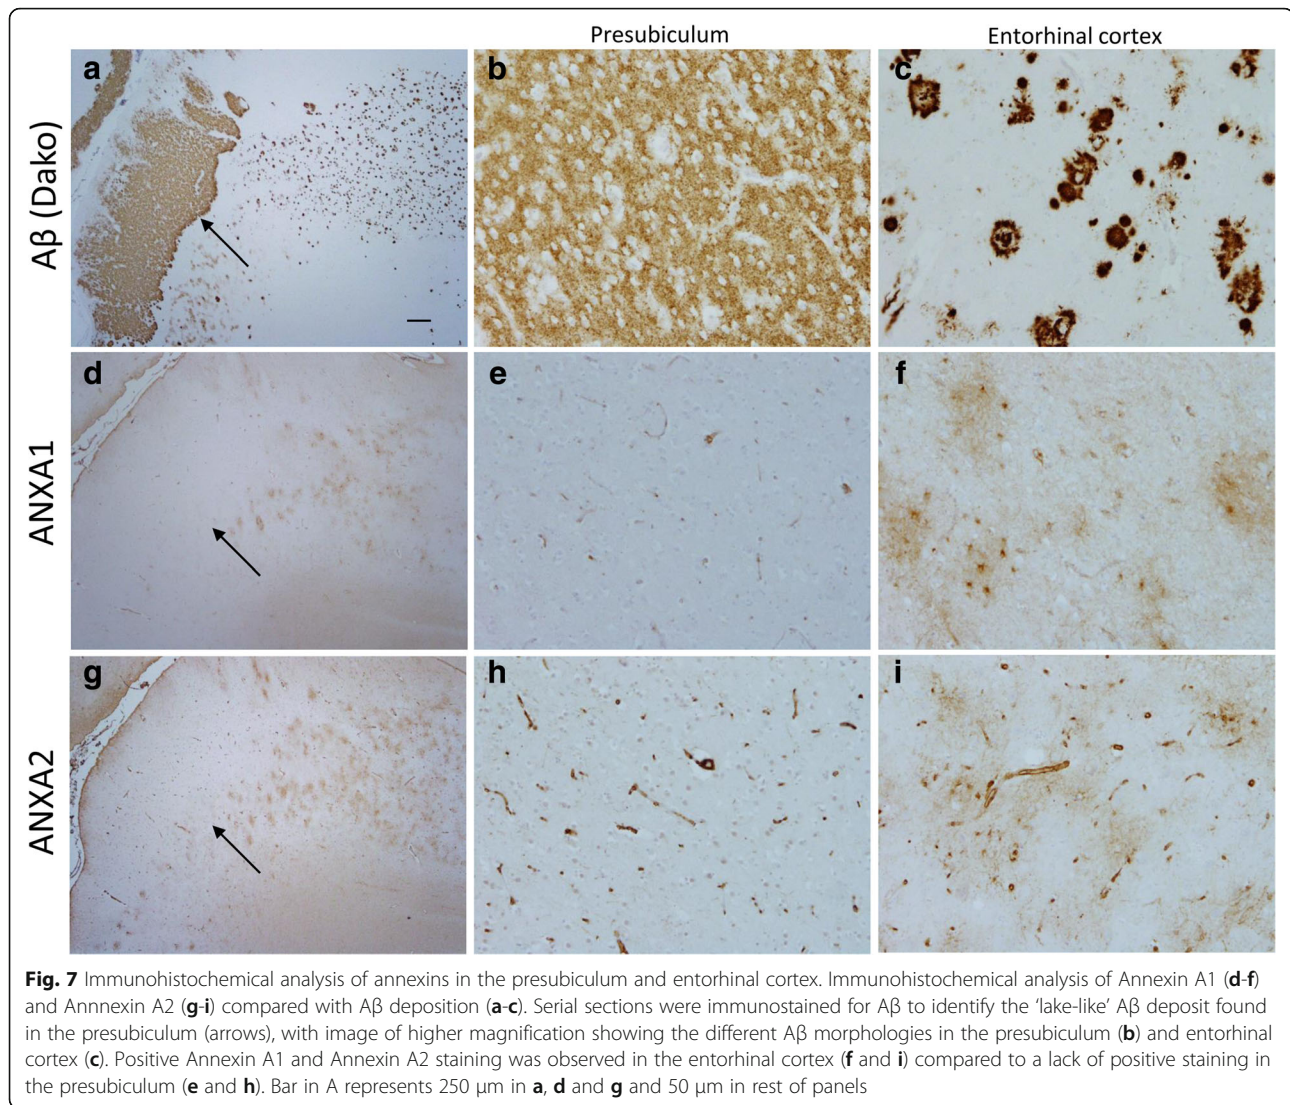 Presubiculum
Entorhinal cortex
Aβ (Dako)
a
b
c
ANXA1
d
e
f
ANXA2
g
h
i
Fig. 7 Immunohistochemical analysis of annexins in the presubiculum and entorhinal cortex. Immunohistochemical analysis of Annexin A1 (d-f)
and Annnexin A2 (g-i) compared with Aβ deposition (a-c). Serial sections were immunostained for Aβ to identify the ‘lake-like’ Aβ deposit found
in the presubiculum (arrows), with image of higher magnification showing the different Aβ morphologies in the presubiculum (b) and entorhinal
cortex (c). Positive Annexin A1 and Annexin A2 staining was observed in the entorhinal cortex (f and i) compared to a lack of positive staining in
the presubiculum (e and h). Bar in A represents 250 μm in a, d and g and 50 μm in rest of panels